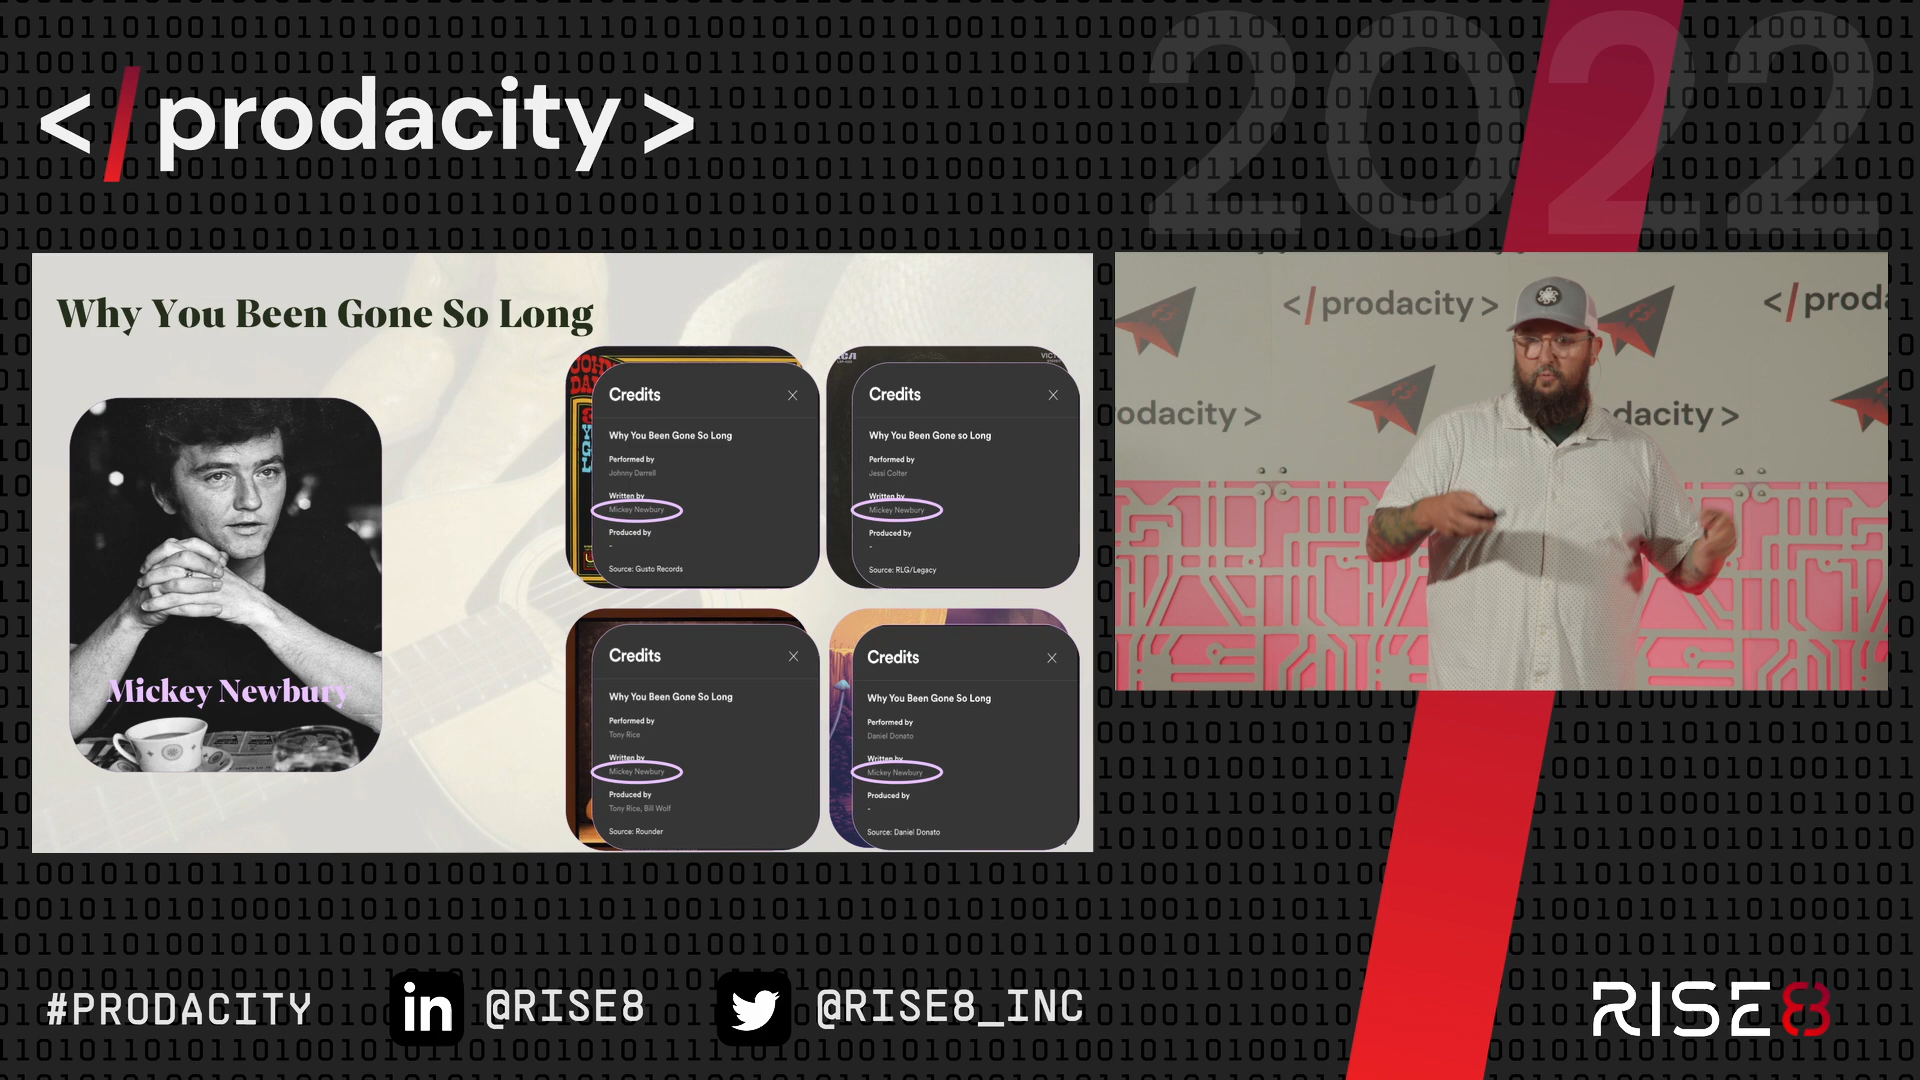 2022
</prodacity>
Why You Been Gone So Long
Mickey Newbury
JOHN
Credits
Why You Been Gone So Long
Performed by
Johnny Darrell
Written by
Mickey Newbury
Produced by
-
Source: Gusto Records
RCA
Credits
Why You Been Gone so Long
Performed by
Jessi Colter
Written by
Mickey Newbury
Produced by
-
Source: RLG/Legacy
Credits
Why You Been Gone So Long
Performed by
Tony Rice
Written by
Mickey Newbury
Produced by
Tony Rice, Bill Wolf
Source: Rounder
Credits
Why You Been Gone So Long
Performed by
Daniel Donato
Written by
Mickey Newbury
Produced by
-
Source: Daniel Donato
</prodacity>
</prod
odacity>
dacity>
#PRODACITY
in
@RISE8
@RISE8_INC
RISE8